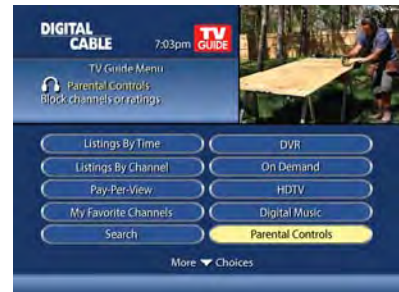 DIGITAL
CABLE
7:03pm
TV
GUIDE
TV Guide Menu
Parental Controls
Block channels or ratings
Listings By Time
DVR
Listings By Channel
On Demand
Pay-Per-View
HDTV
My Favorite Channels
Digital Music
Search
Parental Controls
More Choices